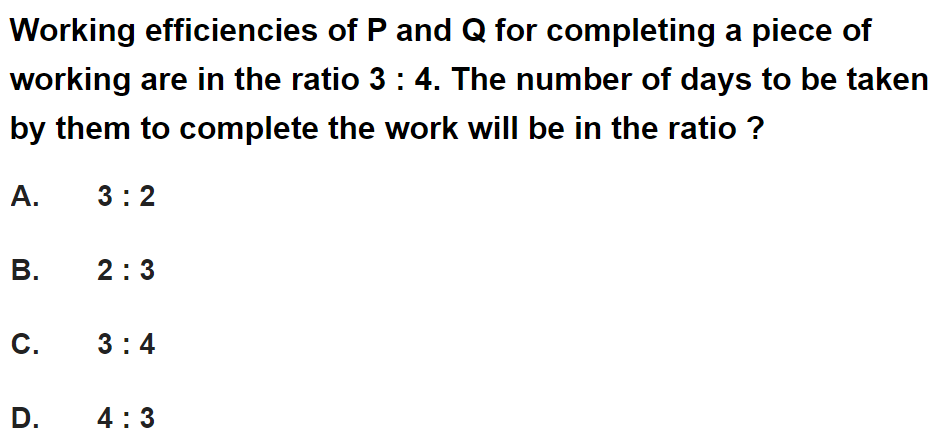 Working efficiencies of P and Q for completing a piece of
working are in the ratio 3 : 4. The number of days to be taken
by them to complete the work will be in the ratio ?
A. 3 : 2
B. 2 : 3
C. 3 : 4
D. 4 : 3